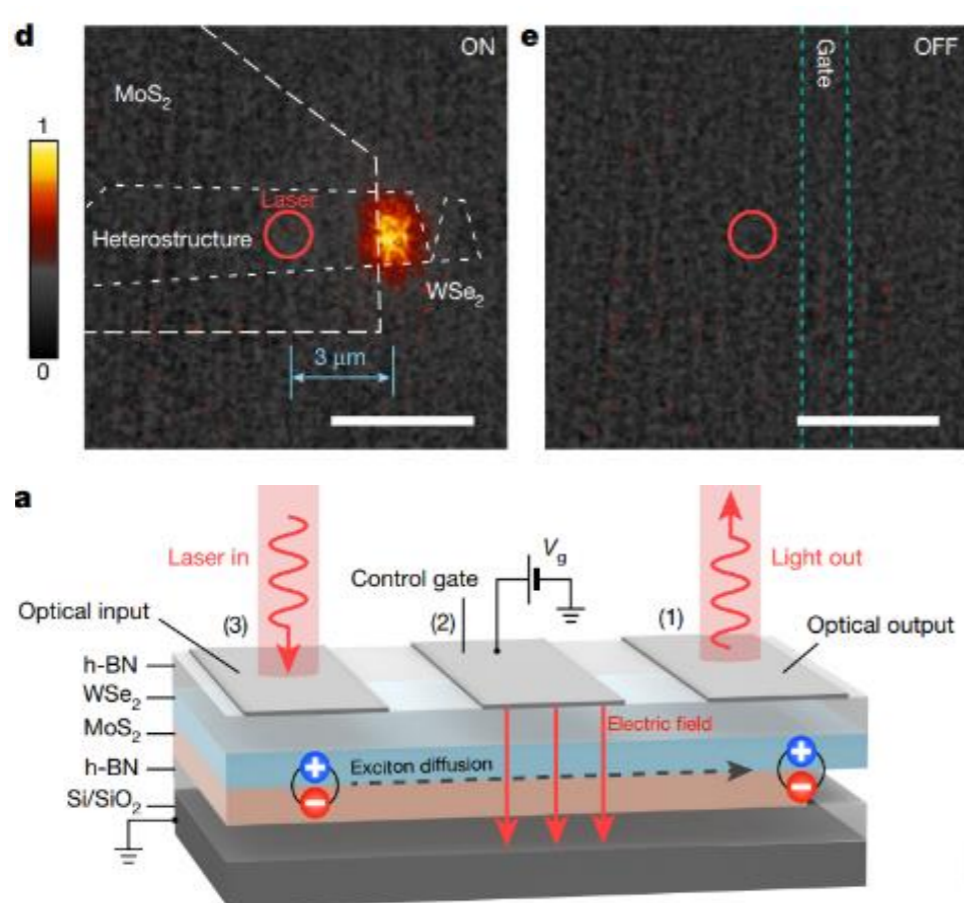 d
ON
MoS₂
1
0
Laser
Heterostructure
WSe₂
3 μm
e
OFF
Gate
a
Laser in
Light out
Vg
Control gate
Optical input
Optical output
(3)
(2)
(1)
h-BN
WSe₂
MoS₂
h-BN
Si/SiO₂
Electric field
Exciton diffusion
+
−
+
−